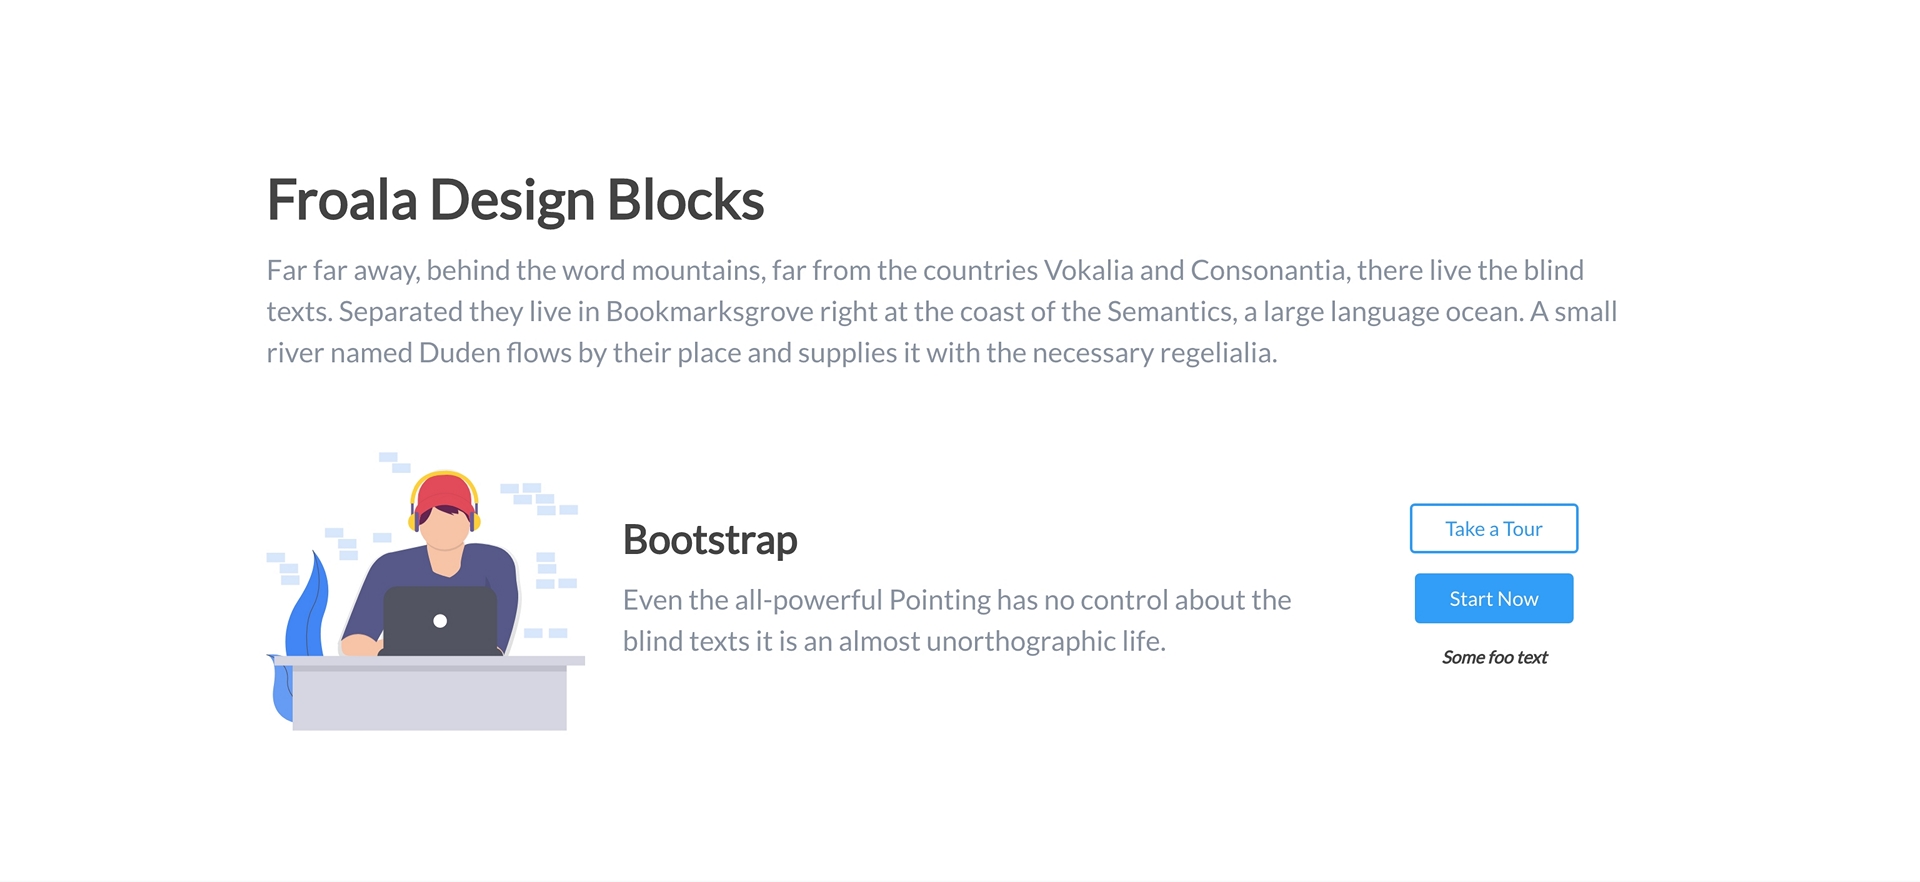 Froala Design Blocks
Far far away, behind the word mountains, far from the countries Vokalia and Consonantia, there live the blind
texts. Separated they live in Bookmarksgrove right at the coast of the Semantics, a large language ocean. A small
river named Duden flows by their place and supplies it with the necessary regelialia.
Bootstrap
Even the all-powerful Pointing has no control about the
blind texts it is an almost unorthographic life.
Take a Tour
Start Now
Some foo text